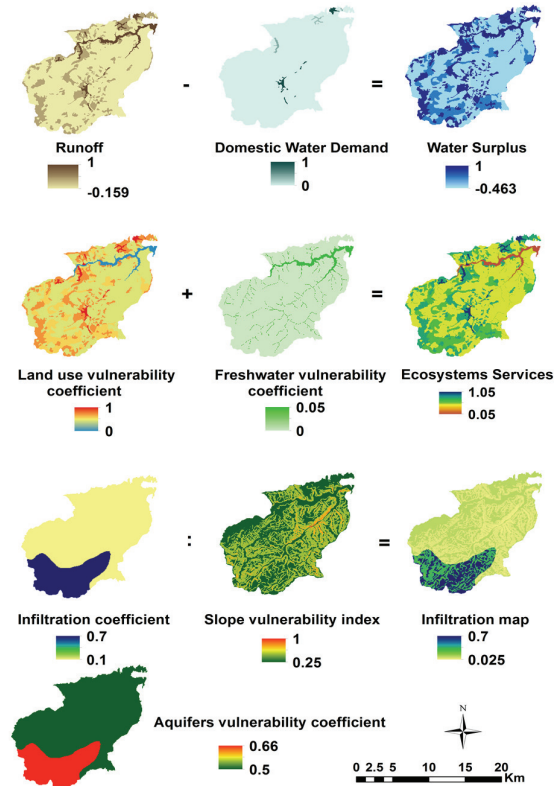 -
=
Runoff
1
-0.159
Domestic Water Demand
1
0
Water Surplus
1
-0.463
+
=
Land use vulnerability
coefficient
1
0
Freshwater vulnerability
coefficient
0.05
0
Ecosystems Services
1.05
0.05
:
=
Infiltration coefficient
0.7
0.1
Slope vulnerability index
1
0.25
Infiltration map
0.7
0.025
Aquifers vulnerability coefficient
0.66
0.5
N
0 2.5 5 10 15 20
Km